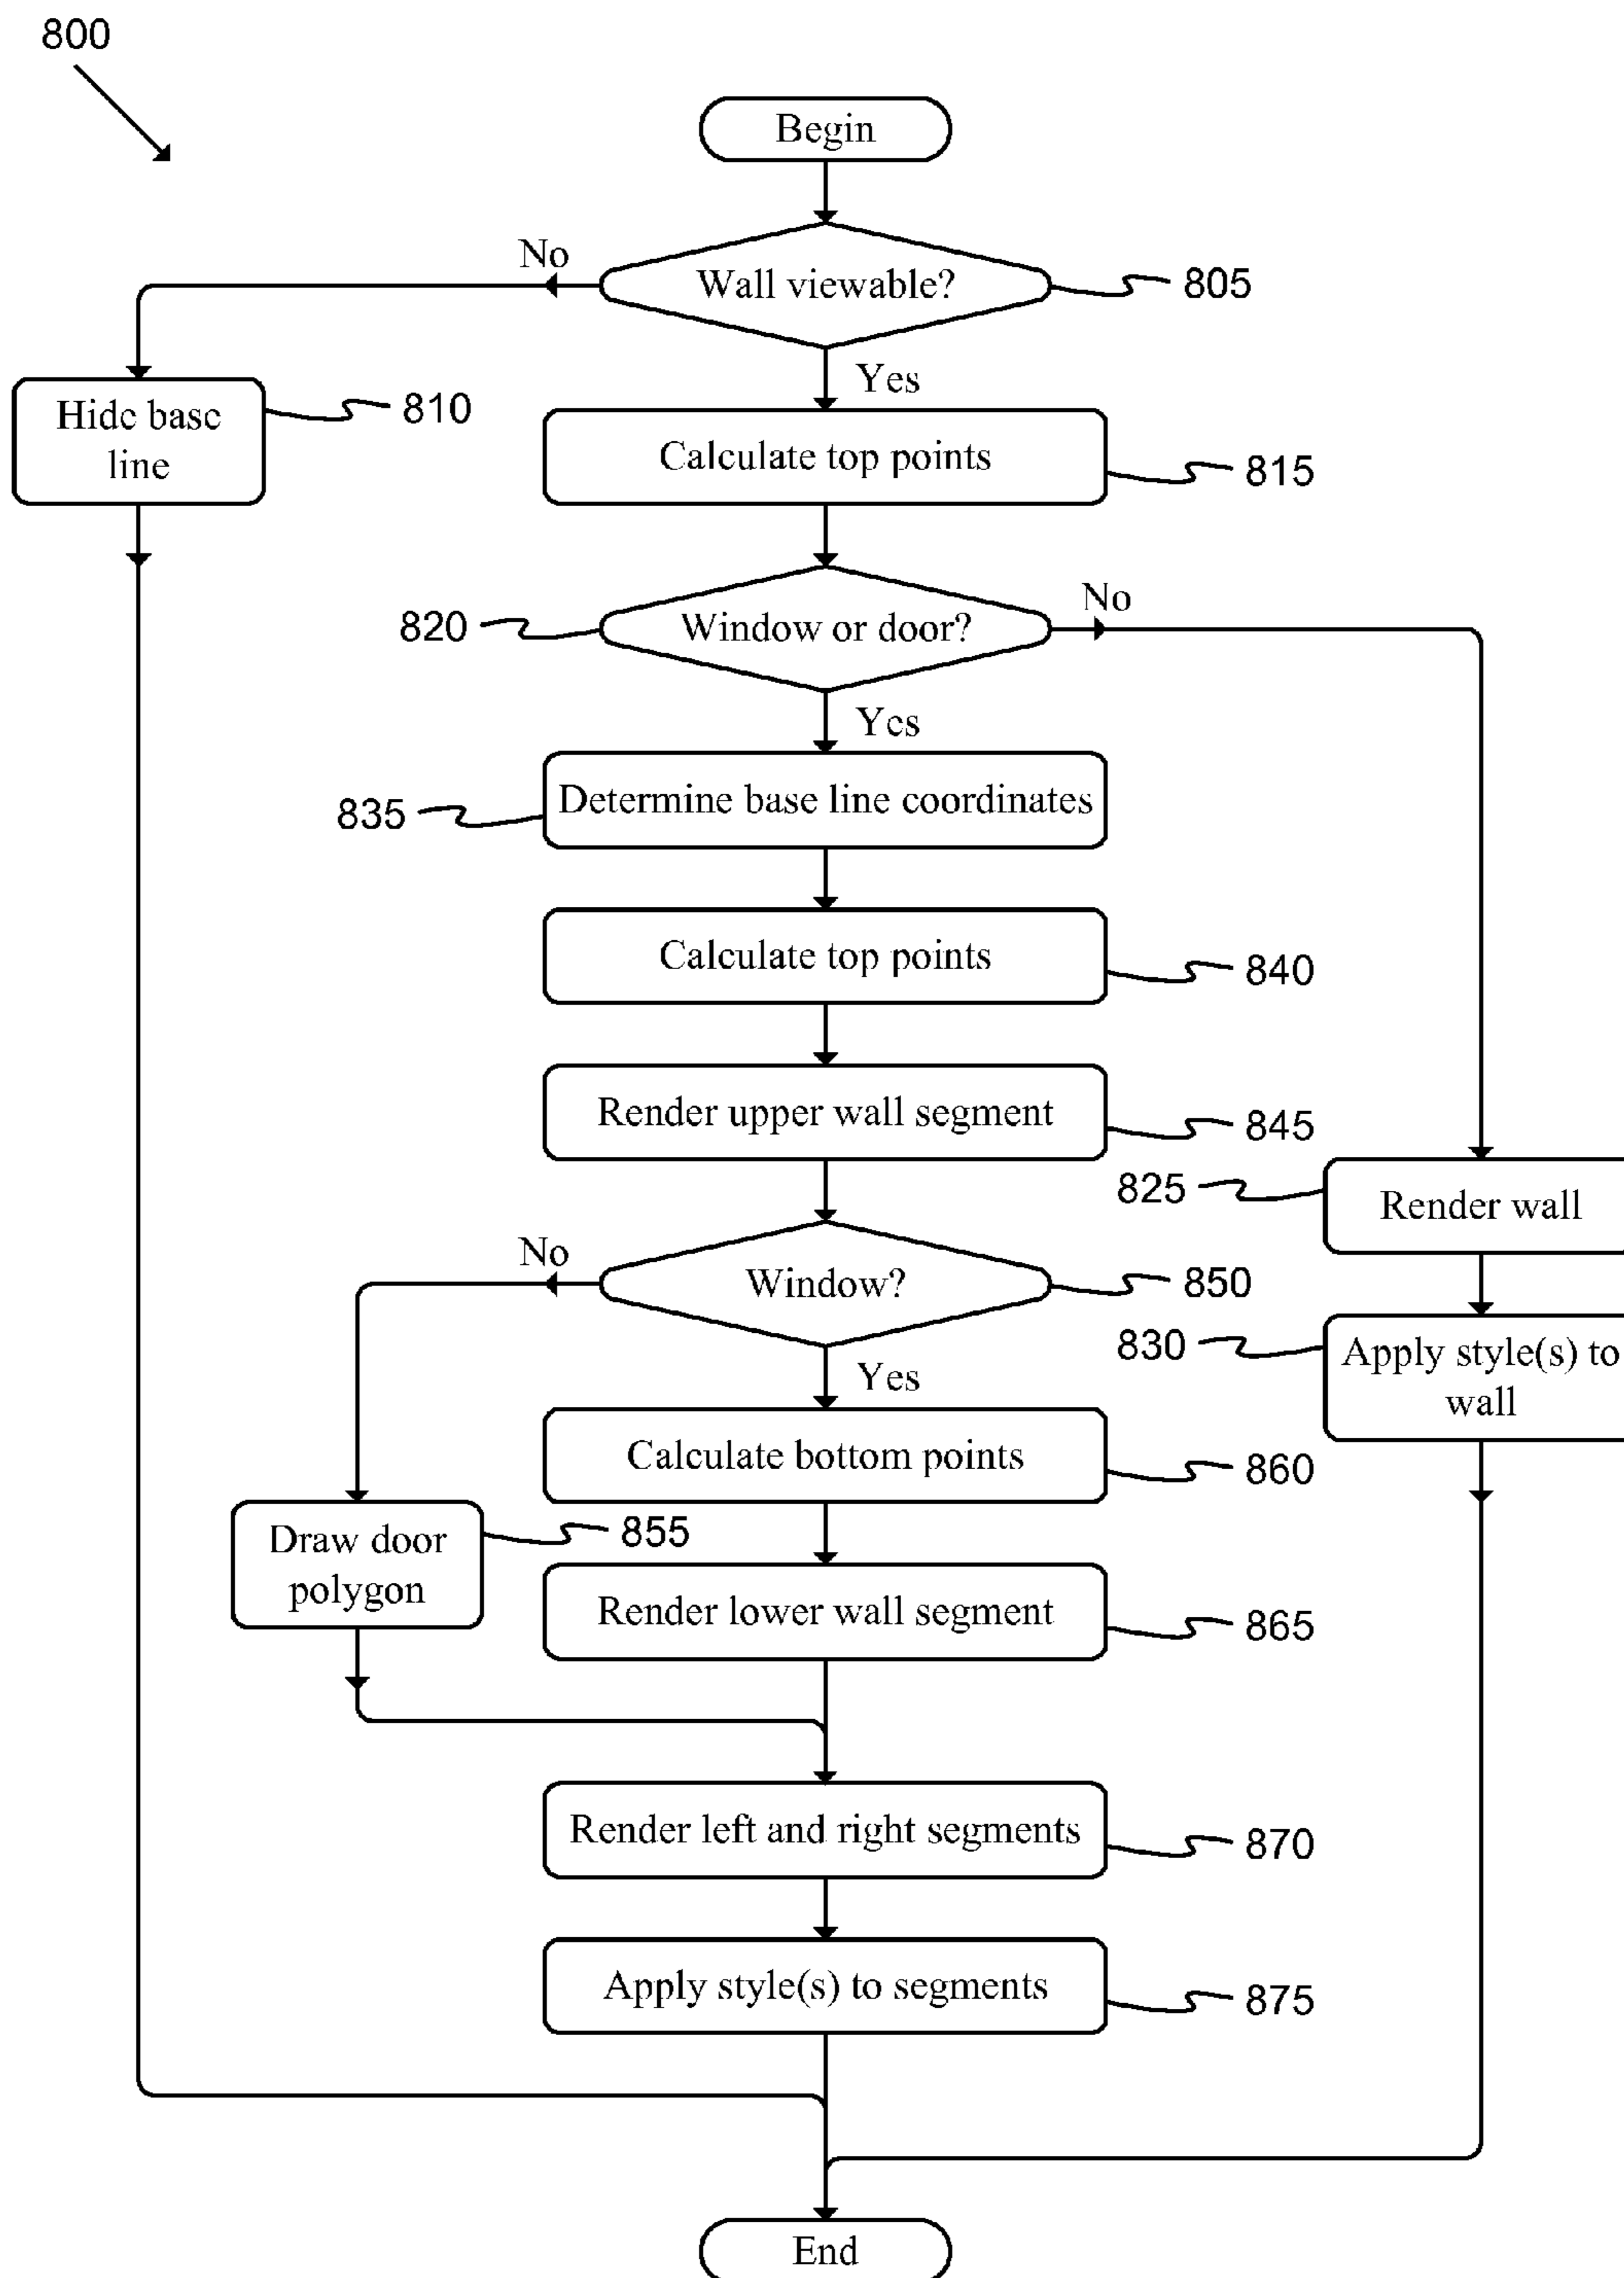 800
Begin
No
Wall viewable?
805
Yes
Hide base
line
810
Calculate top points
815
No
820
Window or door?
Yes
Determine base line coordinates
835
Calculate top points
840
Render upper wall segment
845
825
Render wall
No
Window?
850
830
Apply style(s) to
wall
Yes
Calculate bottom points
860
Draw door
polygon
855
Render lower wall segment
865
Render left and right segments
870
Apply style(s) to segments
875
End